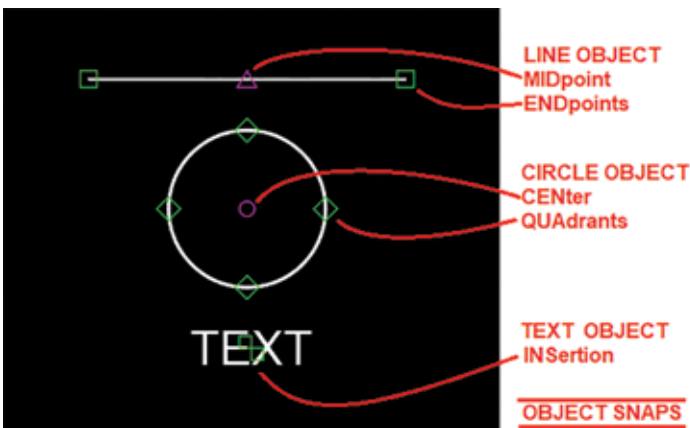 LINE OBJECT
MIDpoint
ENDpoints
CIRCLE OBJECT
CENter
QUAdrants
TEXT
TEXT OBJECT
INSertion
OBJECT SNAPS